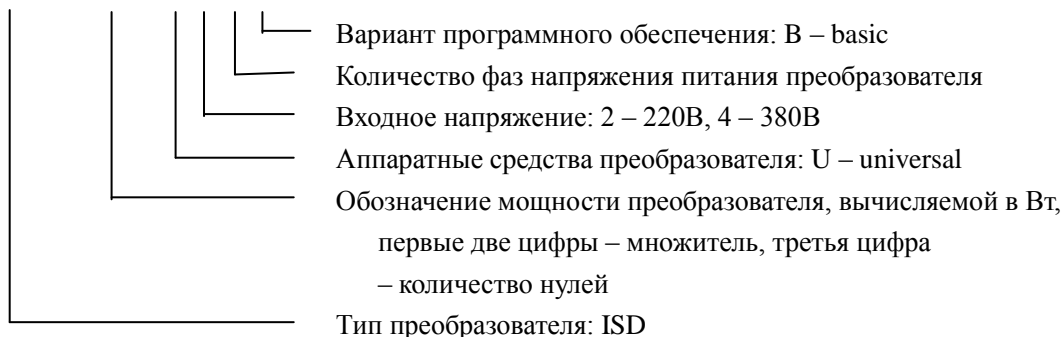 Вариант программного обеспечения: B – basic
Количество фаз напряжения питания преобразователя
Входное напряжение: 2 – 220В, 4 – 380В
Аппаратные средства преобразователя: U – universal
Обозначение мощности преобразователя, вычисляемой в Вт,
первые две цифры – множитель, третья цифра
– количество нулей
Тип преобразователя: ISD